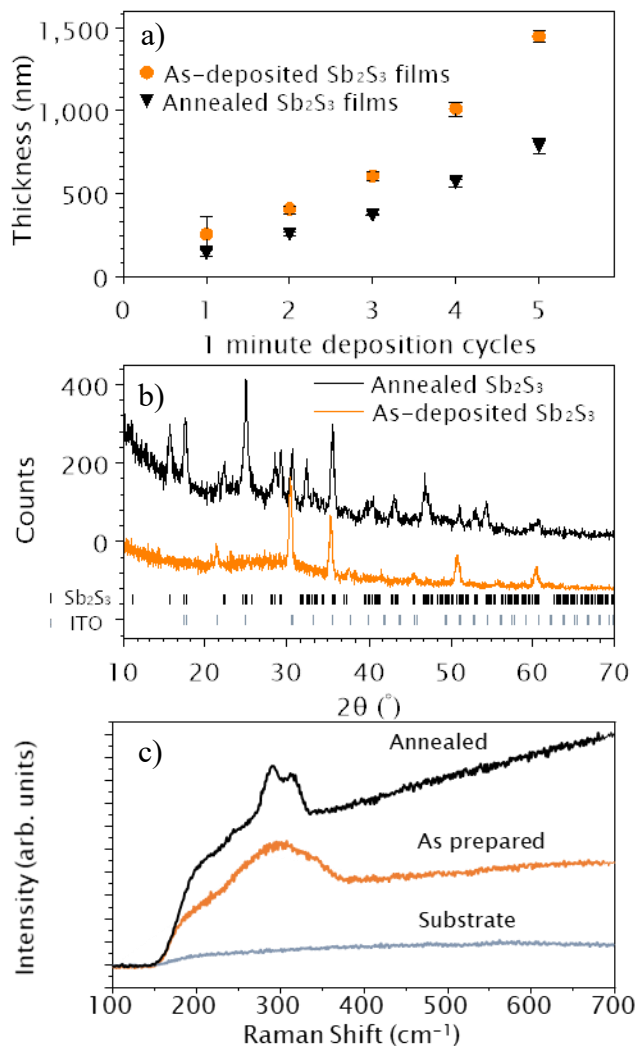 a)
1,500
1,000
500
0
Thickness (nm)
As-deposited Sb₂S₃ films
Annealed Sb₂S₃ films
0 1 2 3 4 5
1 minute deposition cycles
b)
400
200
0
Counts
Annealed Sb₂S₃
As-deposited Sb₂S₃
Sb₂S₃
ITO
10 20 30 40 50 60 70
2θ (°)
c)
Intensity (arb. units)
Annealed
As prepared
Substrate
100 200 300 400 500 600 700
Raman Shift (cm⁻¹)